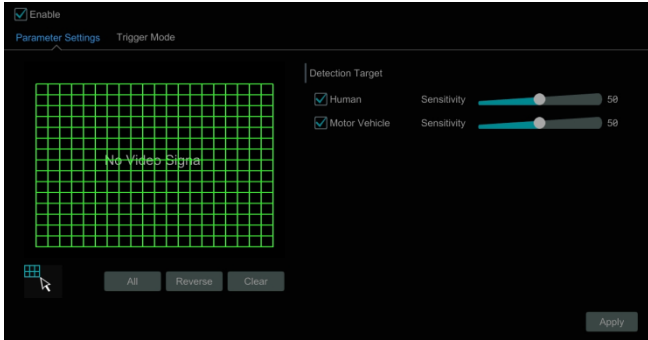 Enable
Parameter Settings Trigger Mode
Detection Target
Human Sensitivity 50
Motor Vehicle Sensitivity 50
No Video Signa
All Reverse Clear
Apply